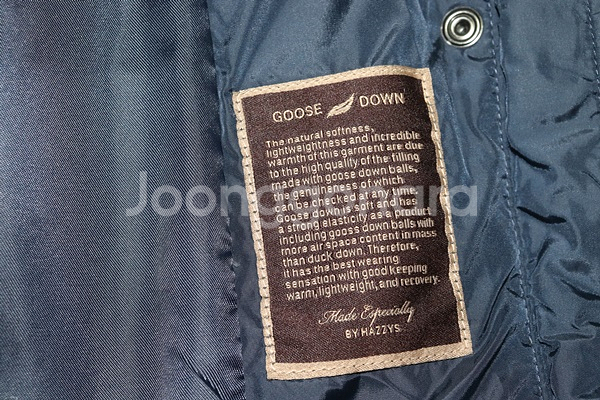 GOOSE DOWN
The natural softness,
lightweightness and incredible
warmth of this garment are due
to the high quality of the filling
made with goose down balls,
the genuineness of which
can be checked at any time.
Goose down is soft and has
a strong elasticity as a product
including gooss down balls with
more air space content in mass
than duck down. Therefore,
it has the best wearing
sensation with good keeping
warm, lightweight, and recovery.
Made Especially
BY HAZZYS